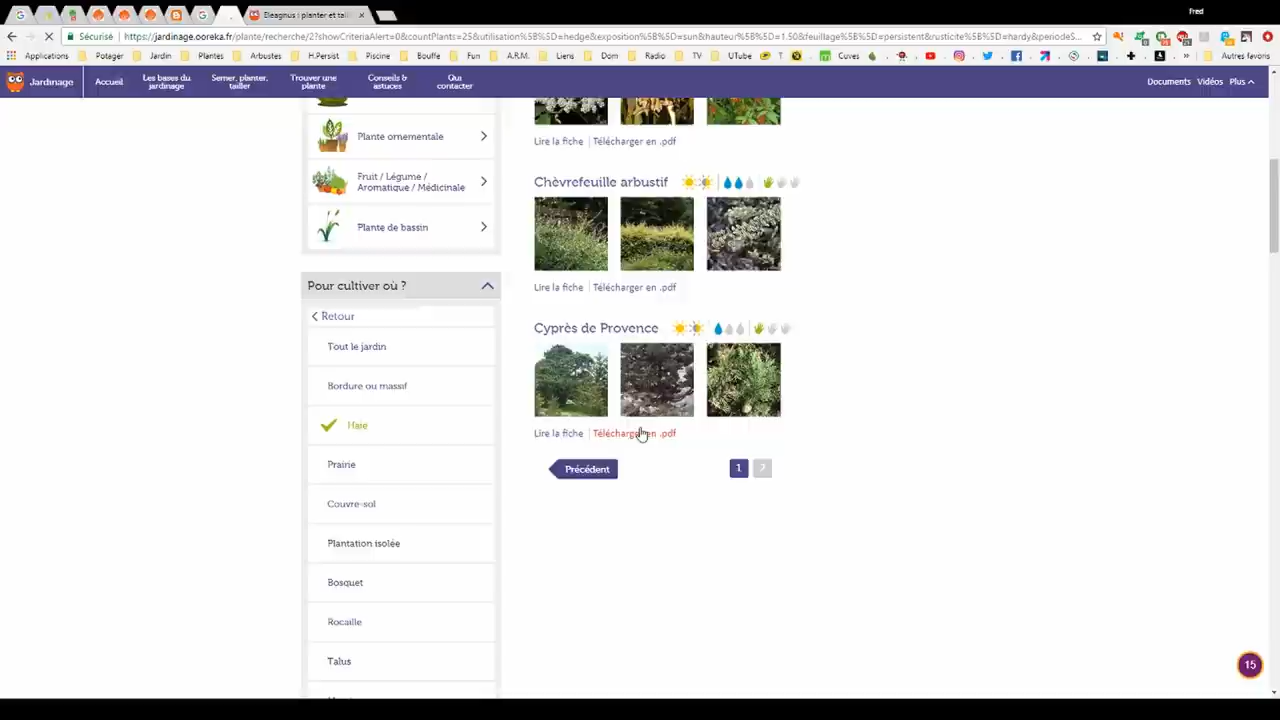 Fred
Eleagnus : planter et taill
Sécurisé
https://jardinage.ooreka.fr/plante/recherche/2?showCriteriaAlert=0&countPlants=25&utilisation%5B%5D=hedge&exposition%5B%5D=sun&hauteur%5B%5D=1.50&feuillage%5B%5D=persistent&rusticite%5B%5D=hardy&periodeS...
Applications Potager Jardin Plantes Arbustes H.Persist Piscine Bouffe Fun A.R.M. Liens Dom Radio TV UTube Cuves » Autres favoris
Jardinage
Accueil
Les bases du jardinage
Semer, planter, tailler
Trouver une plante
Conseils & astuces
Qui contacter
Documents Vidéos Plus
Plante ornementale
Fruit / Légume /
Aromatique / Médicinale
Plante de bassin
Pour cultiver où ?
Retour
Tout le jardin
Bordure ou massif
Haie
Prairie
Couvre-sol
Plantation isolée
Bosquet
Rocaille
Talus
Lire la fiche | Télécharger en .pdf
Chèvrefeuille arbustif
Lire la fiche | Télécharger en .pdf
Cyprès de Provence
Lire la fiche | Télécharger en .pdf
Précédent
1 2
15